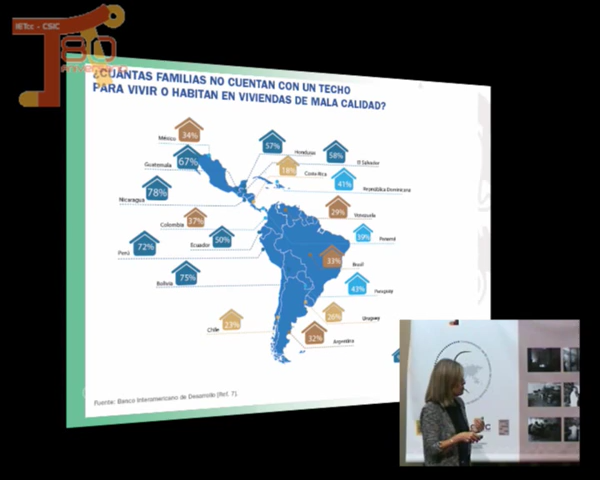 IETcc - CSIC
80
¿CUÁNTAS FAMILIAS NO CUENTAN CON UN TECHO
PARA VIVIR O HABITAN EN VIVIENDAS DE MALA CALIDAD?
México 34%
Honduras 57%
El Salvador 58%
Guatemala 67%
Costa Rica 18%
República Dominicana 41%
Nicaragua 78%
Colombia 37%
Venezuela 29%
Ecuador 50%
Panamá 39%
Perú 72%
Brasil 33%
Bolivia 75%
Paraguay 43%
Chile 23%
Uruguay 26%
Argentina 32%
Fuente: Banco Interamericano de Desarrollo (Ref. 7).